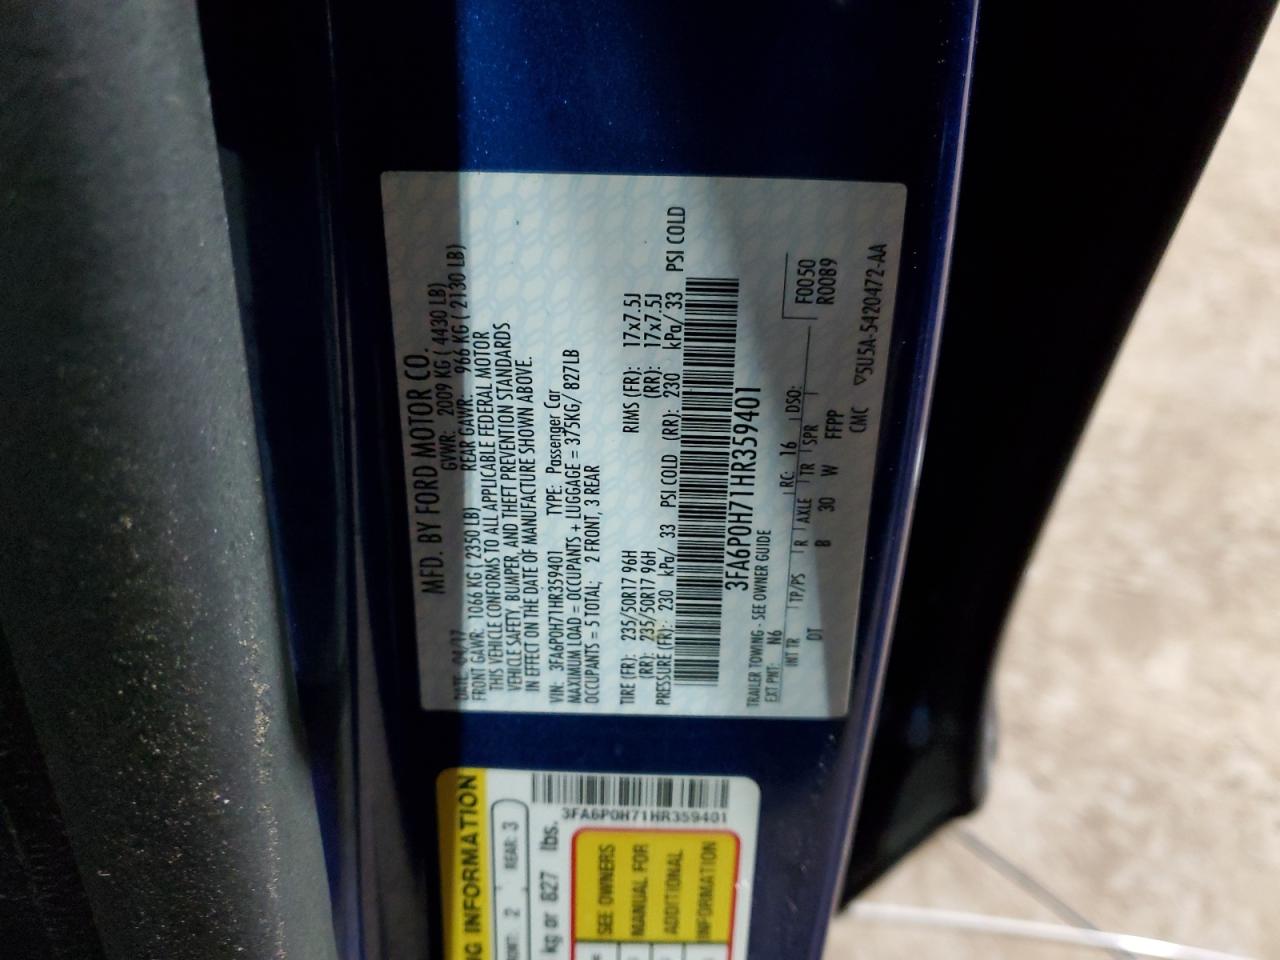 MFD. BY FORD MOTOR CO.
DATE: 04/17 GVWR: 2009 KG ( 4430 LB)
FRONT GAWR: 1066 KG ( 2350 LB) REAR GAWR: 966 KG ( 2130 LB)
THIS VEHICLE CONFORMS TO ALL APPLICABLE FEDERAL MOTOR
VEHICLE SAFETY, BUMPER, AND THEFT PREVENTION STANDARDS
IN EFFECT ON THE DATE OF MANUFACTURE SHOWN ABOVE.
VIN: 3FA6P0H71HR359401 TYPE: Passenger Car
MAXIMUM LOAD = OCCUPANTS + LUGGAGE = 375KG/ 827LB
OCCUPANTS = 5 TOTAL; 2 FRONT, 3 REAR
TIRE (FR): 235/50R17 96H RIMS (FR): 17x7.5J
(RR): 235/50R17 96H (RR): 17x7.5J
PRESSURE (FR): 230 kPa/ 33 PSI COLD (RR): 230 kPa/ 33 PSI COLD
3FA6P0H71HR359401
TRAILER TOWING - SEE OWNER GUIDE
EXT PNT: N6 RC: 16 DSO: F0050
INT TR TP/PS R AXLE TR SPR R0089
DT B 30 W FFPP
CMC ▽5U5A-5420472-AA
INFORMATION
2 REAR: 3
kg or 827 lbs.
3FA6P0H71HR359401
SEE OWNERS
MANUAL FOR
ADDITIONAL
INFORMATION